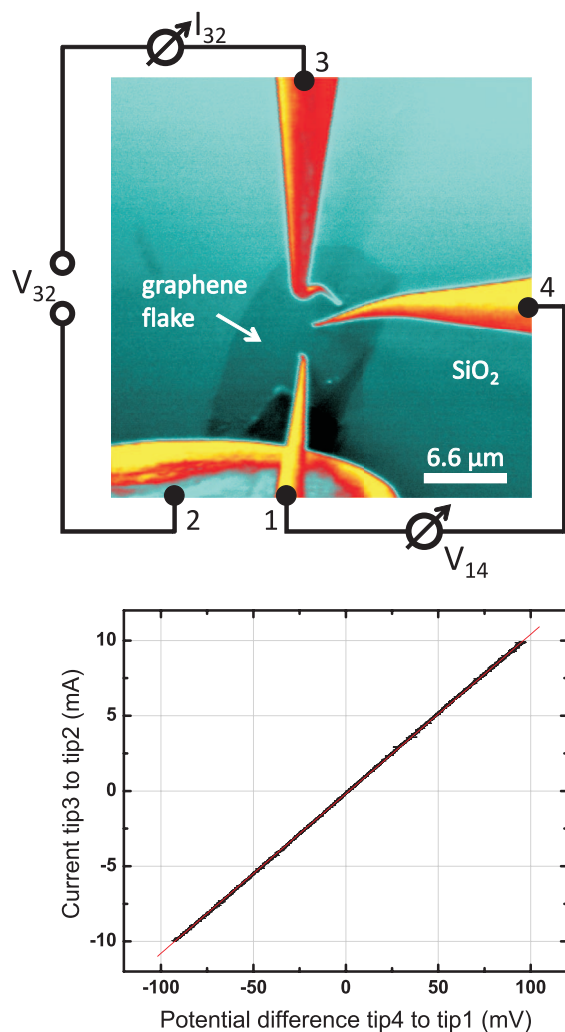 I32
3
V32
graphene
flake
4
SiO2
6.6 µm
2
1
V14
Current tip3 to tip2 (mA)
10
5
0
-5
-10
-100
-50
0
50
100
Potential difference tip4 to tip1 (mV)